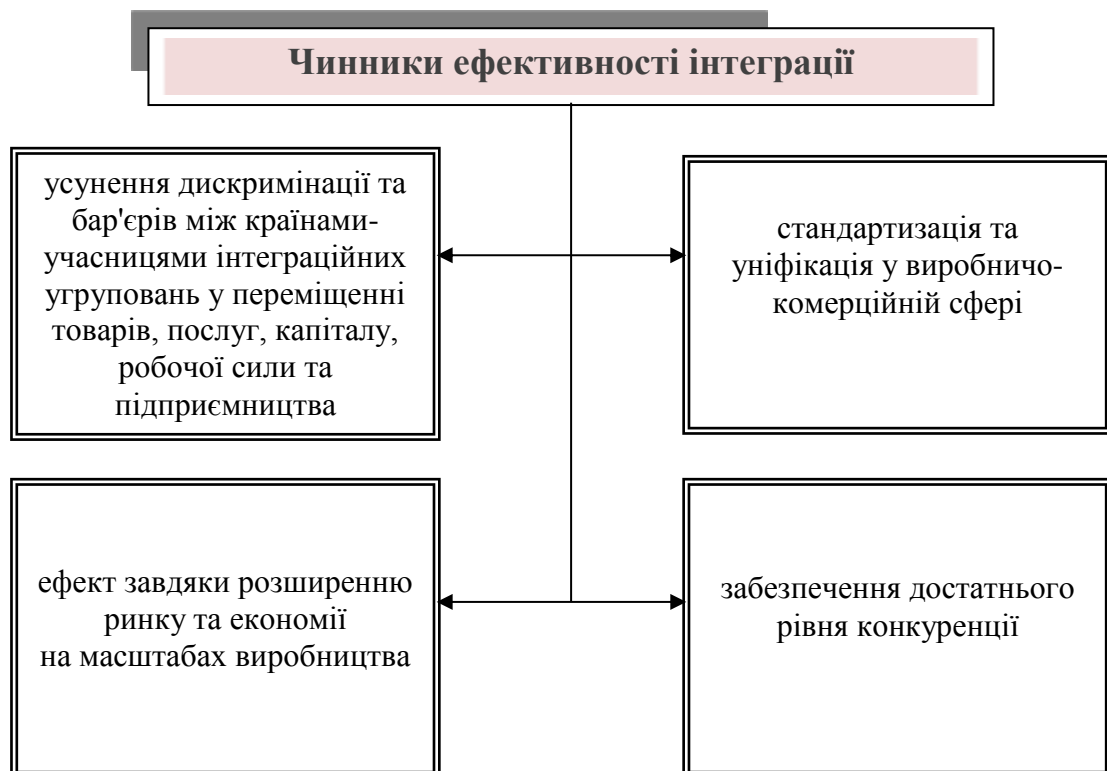 Чинники ефективності інтеграції
усунення дискримінації та
бар'єрів між країнами-
учасницями інтеграційних
угруповань у переміщенні
товарів, послуг, капіталу,
робочої сили та
підприємництва
стандартизація та
уніфікація у виробничо-
комерційній сфері
ефект завдяки розширенню
ринку та економії
на масштабах виробництва
забезпечення достатнього
рівня конкуренції